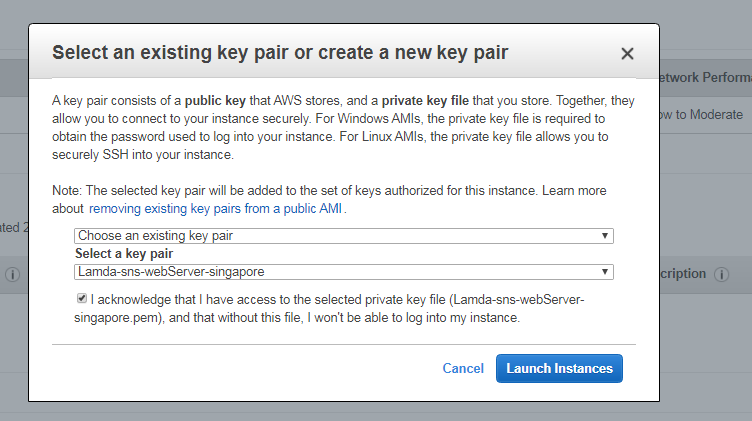 Select an existing key pair or create a new key pair
etwork Performa
A key pair consists of a public key that AWS stores, and a private key file that you store. Together, they
allow you to connect to your instance securely. For Windows AMIs, the private key file is required to
ow to Moderate
obtain the password used to log into your instance. For Linux AMIs, the private key file allows you to
securely SSH into your instance.
Note: The selected key pair will be added to the set of keys authorized for this instance. Learn more
about removing existing key pairs from a public AMI.
ated 2
Choose an existing key pair
Select a key pair
Lamda-sns-webServer-singapore
cription
I acknowledge that I have access to the selected private key file (Lamda-sns-webServer-
singapore.pem), and that without this file, I won't be able to log into my instance.
Cancel Launch Instances